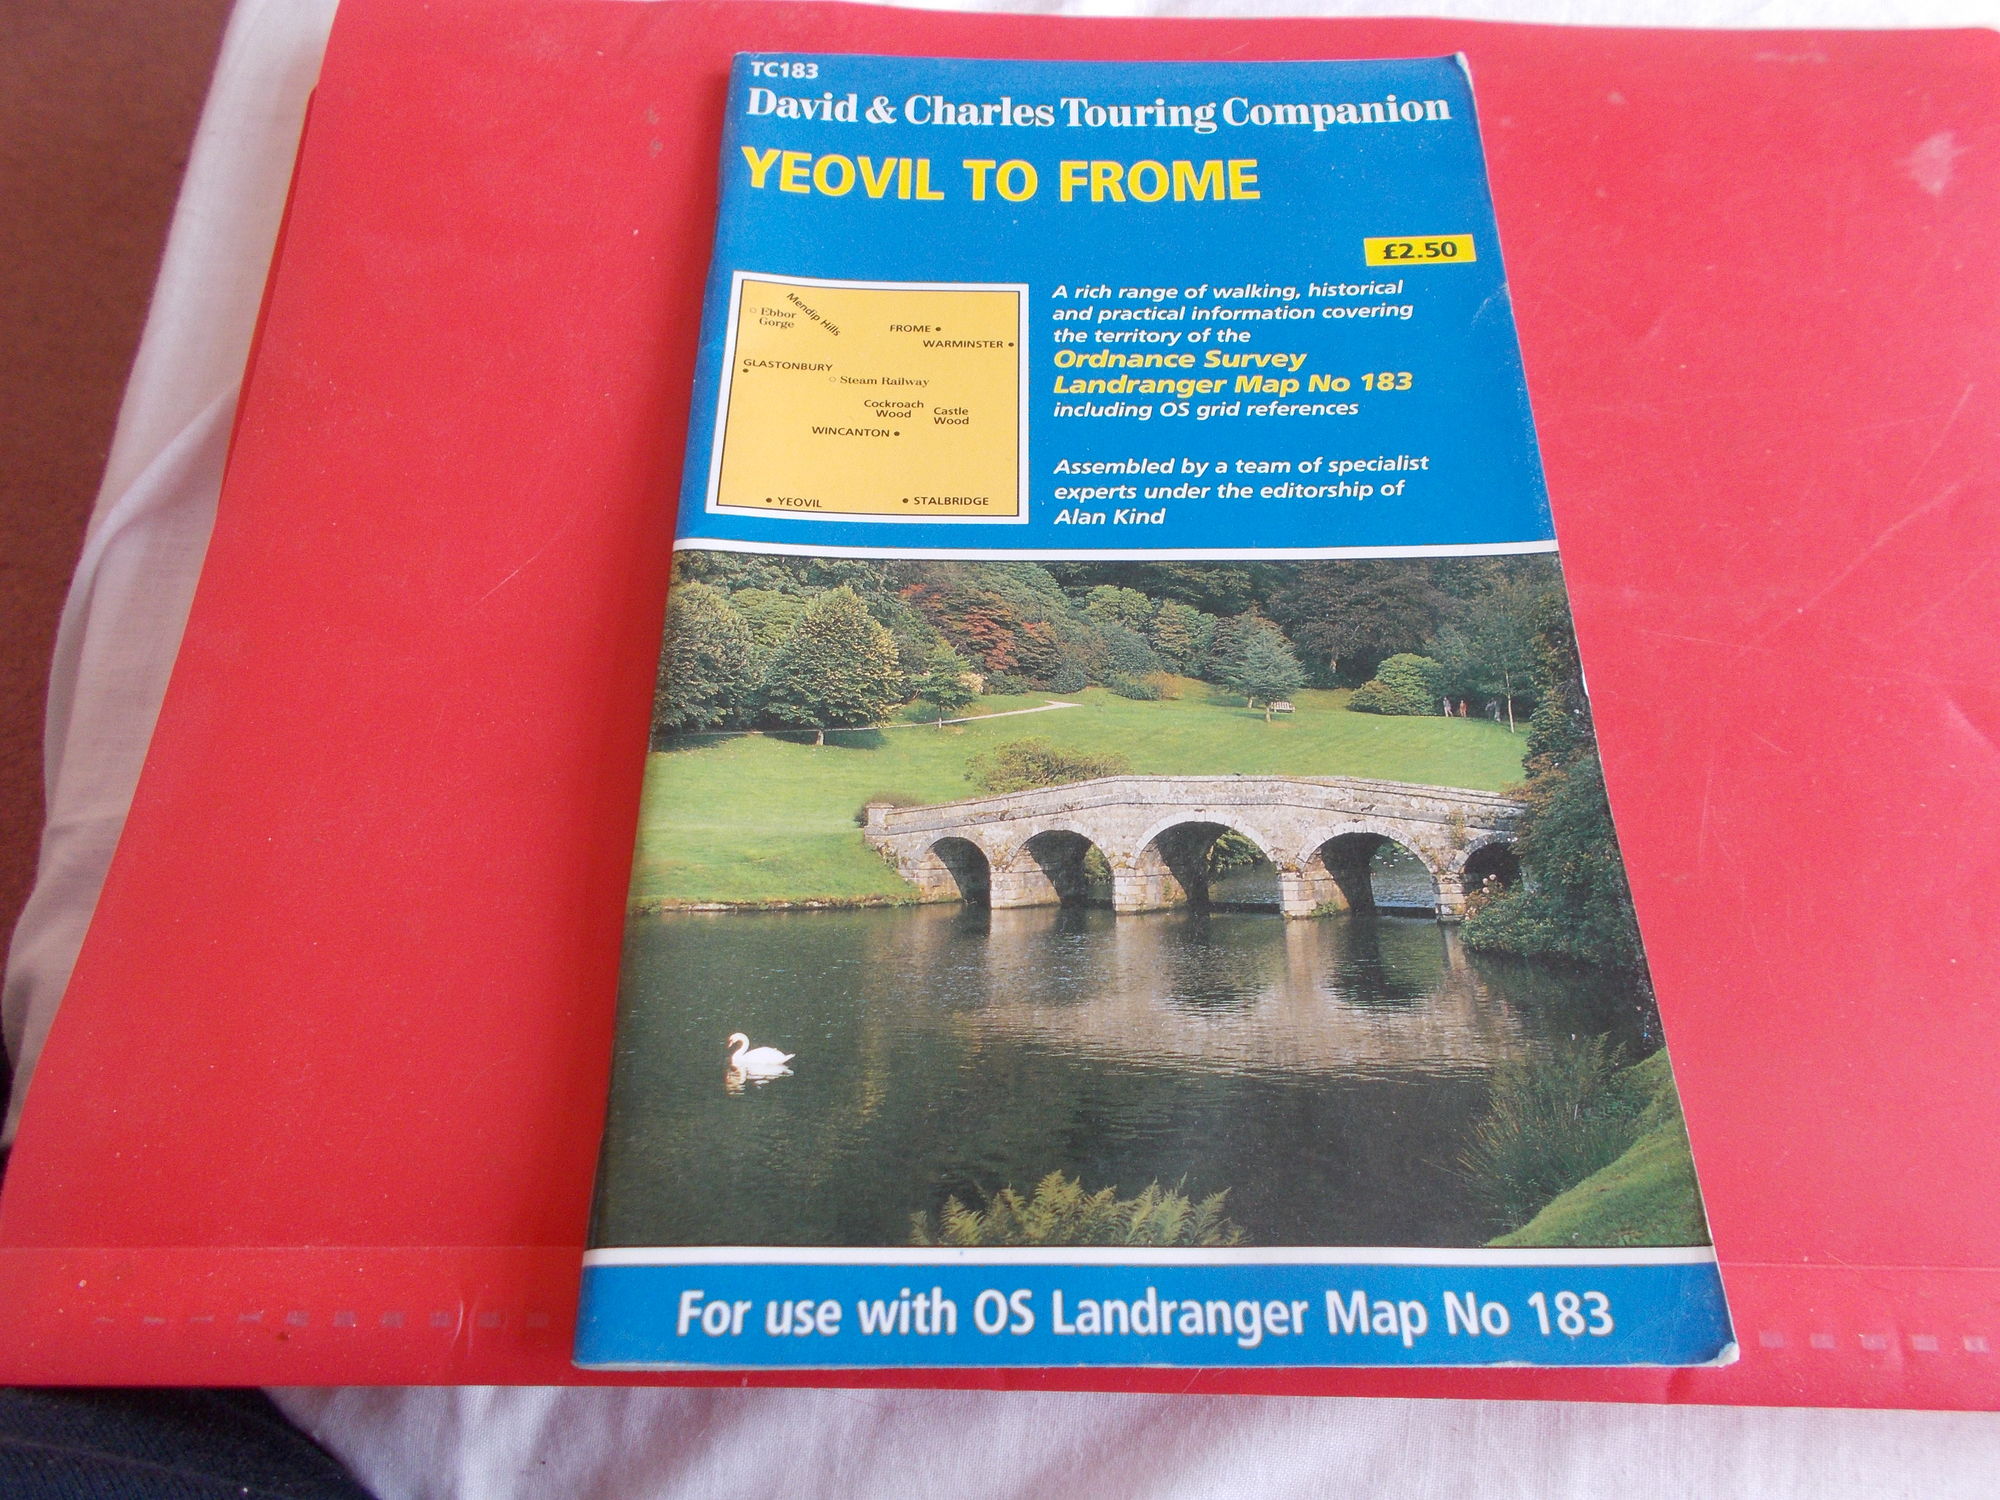 TC183
David & Charles Touring Companion
YEOVIL TO FROME
£2.50
Mendip Hills
Ebbor
Gorge
FROME
WARMINSTER
GLASTONBURY
Steam Railway
Cockroach
Wood
Castle
Wood
WINCANTON
YEOVIL
STALBRIDGE
A rich range of walking, historical
and practical information covering
the territory of the
Ordnance Survey
Landranger Map No 183
including OS grid references
Assembled by a team of specialist
experts under the editorship of
Alan Kind
For use with OS Landranger Map No 183